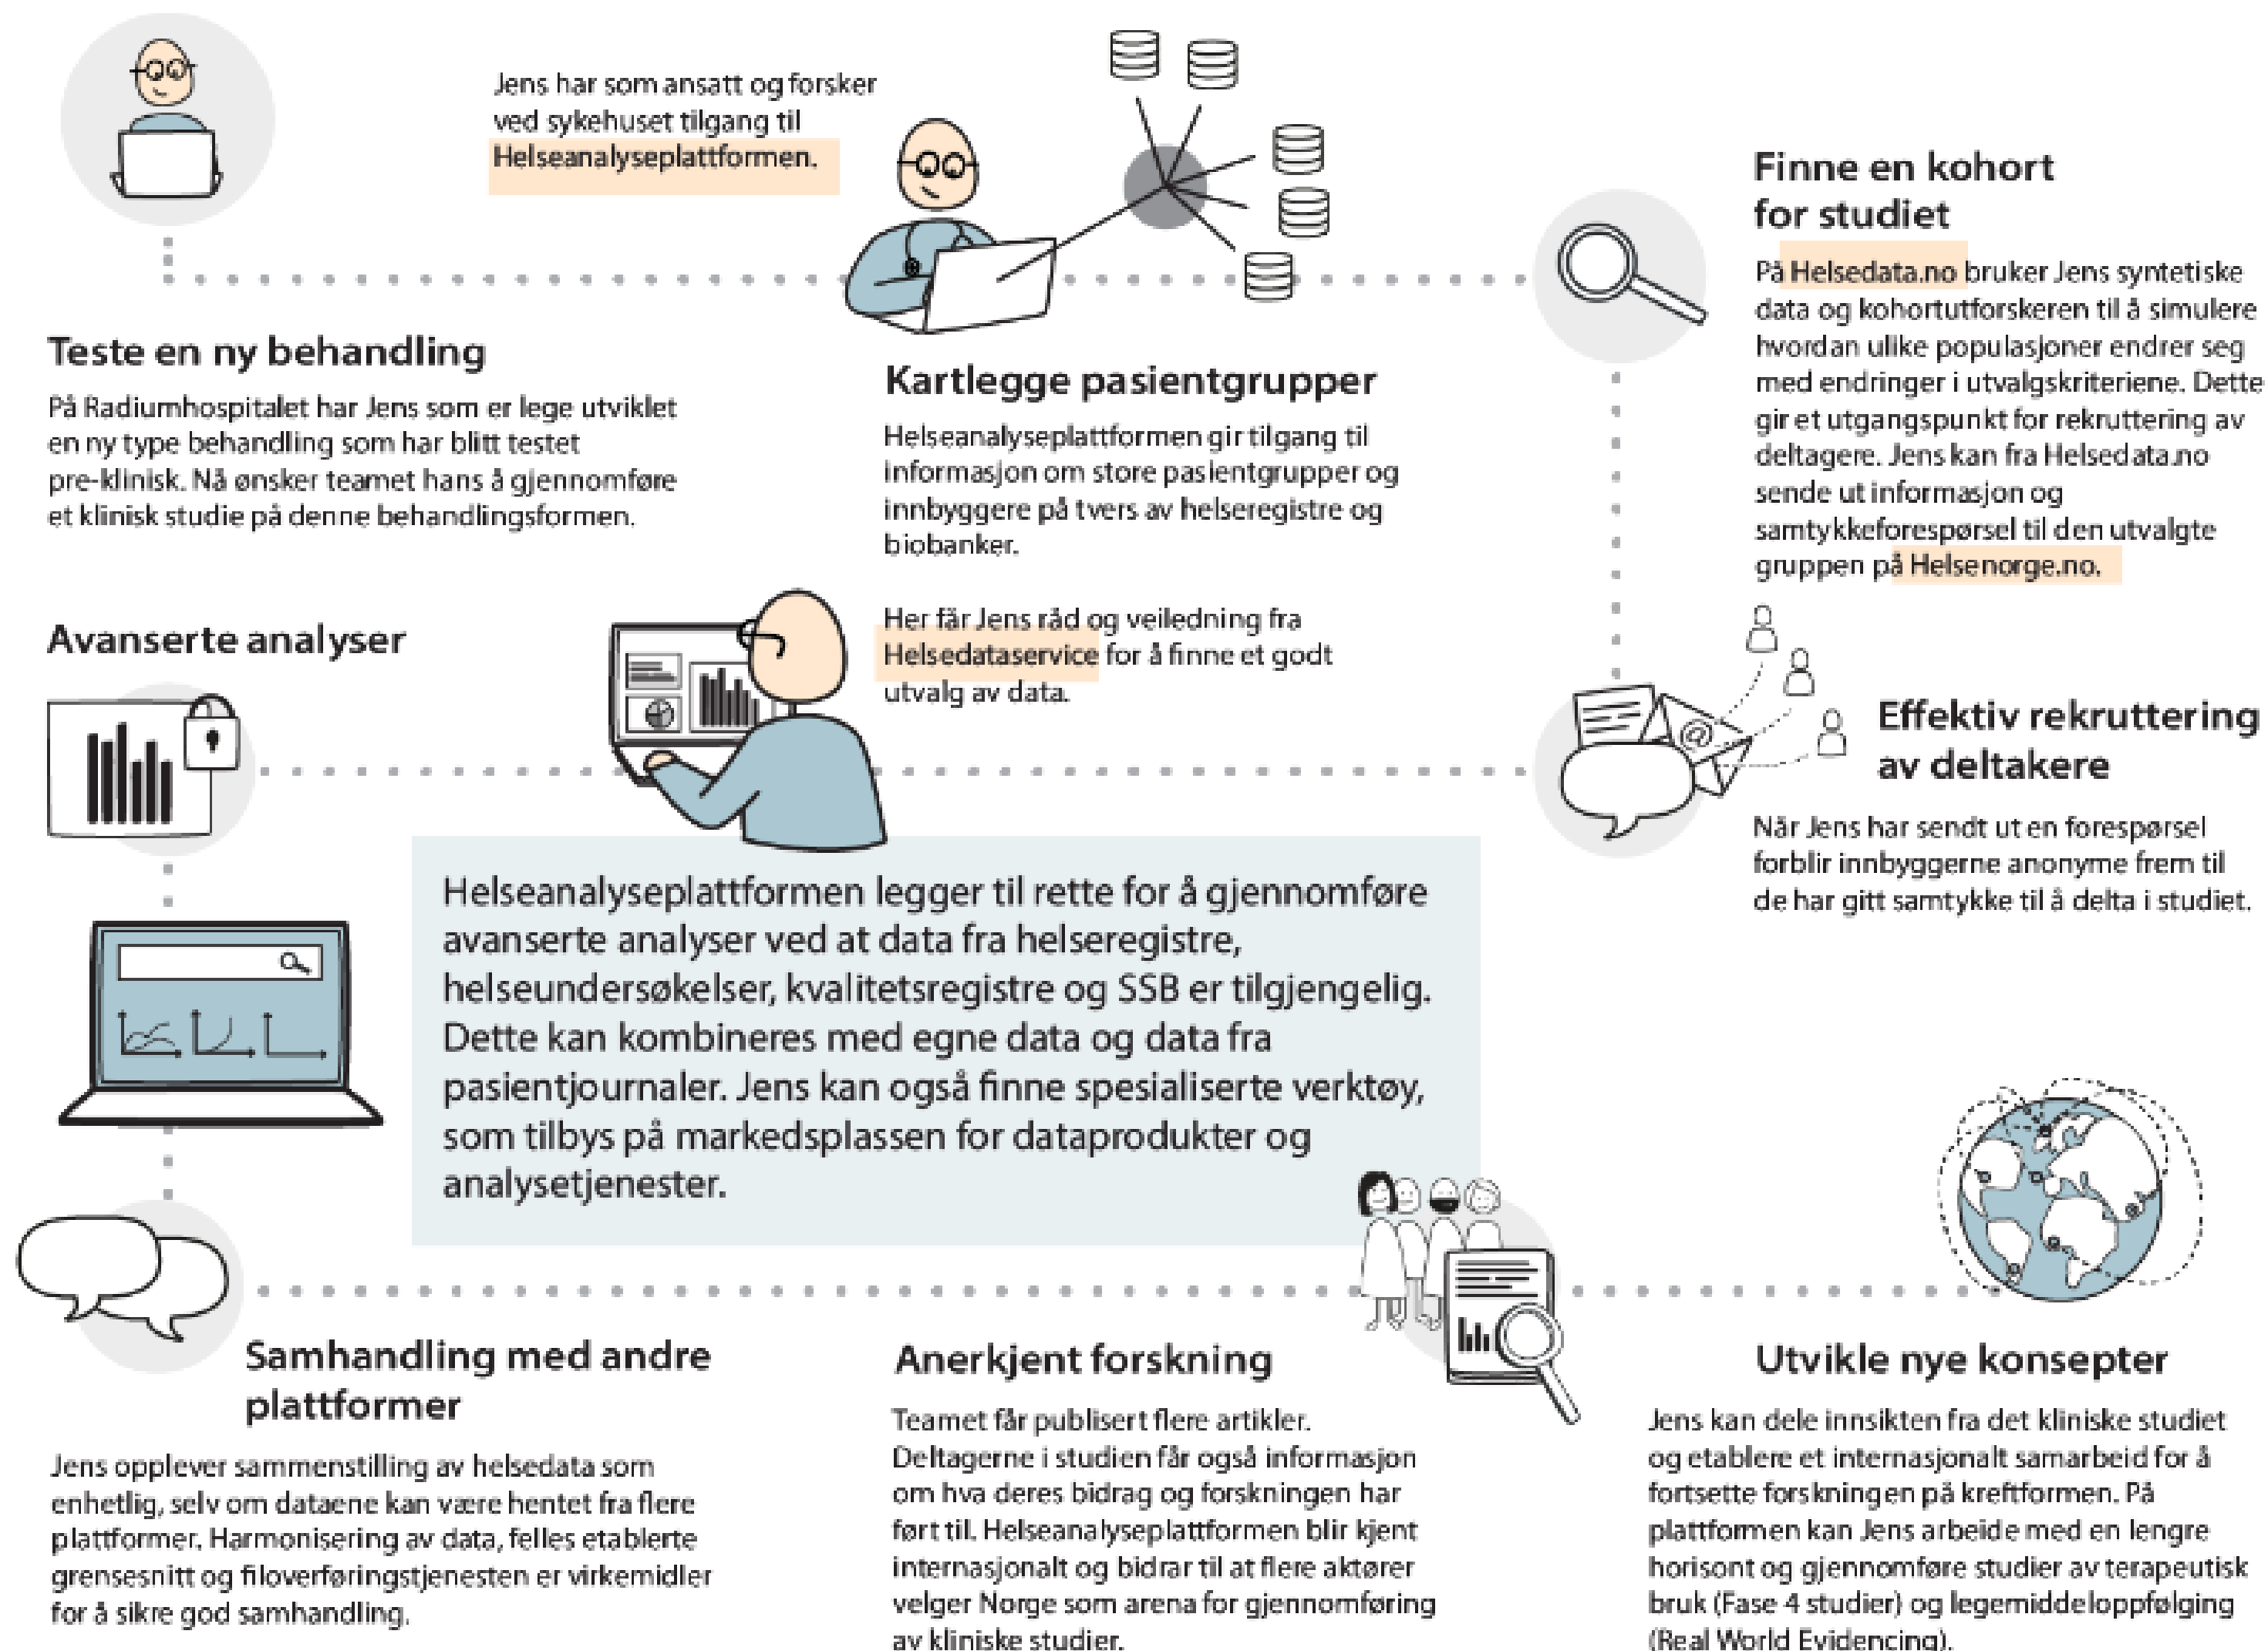 Jens har som ansatt og forsker
ved sykehuset tilgang til
Helseanalyseplattformen.
Teste en ny behandling
På Radiumhospitalet har Jens som er lege utviklet
en ny type behandling som har blitt testet
pre-klinisk. Nå ønsker teamet hans å gjennomføre
et klinisk studie på denne behandlingsformen.
Kartlegge pasientgrupper
Helseanalyseplattformen gir tilgang til
informasjon om store pasientgrupper og
innbyggere på tvers av helseregistre og
biobanker.
Her får Jens råd og veiledning fra
Helsedataservice for å finne et godt
utvalg av data.
Finne en kohort
for studiet
På Helsedata.no bruker Jens syntetiske
data og kohortutforskeren til å simulere
hvordan ulike populasjoner endrer seg
med endringer i utvalgskriteriene. Dette
gir et utgangspunkt for rekruttering av
deltagere. Jens kan fra Helsedata.no
sende ut informasjon og
samtykkeforespørsel til den utvalgte
gruppen på Helsenorge.no.
Effektiv rekruttering
av deltakere
Når Jens har sendt ut en forespørsel
forblir innbyggerne anonyme frem til
de har gitt samtykke til å delta i studiet.
@
Avanserte analyser
Helseanalyseplattformen legger til rette for å gjennomføre
avanserte analyser ved at data fra helseregistre,
helseundersøkelser, kvalitetsregistre og SSB er tilgjengelig.
Dette kan kombineres med egne data og data fra
pasientjournaler. Jens kan også finne spesialiserte verktøy,
som tilbys på markedsplassen for dataprodukter og
analysetjenester.
Samhandling med andre
plattformer
Jens opplever sammenstilling av helsedata som
enhetlig, selv om dataene kan være hentet fra flere
plattformer. Harmonisering av data, felles etablerte
grensesnitt og filoverføringstjenesten er virkemidler
for å sikre god samhandling.
Anerkjent forskning
Teamet får publisert flere artikler.
Deltagerne i studien får også informasjon
om hva deres bidrag og forskningen har
ført til. Helseanalyseplattformen blir kjent
internasjonalt og bidrar til at flere aktører
velger Norge som arena for gjennomføring
av kliniske studier.
Utvikle nye konsepter
Jens kan dele innsikten fra det kliniske studiet
og etablere et internasjonalt samarbeid for å
fortsette forskningen på kreftformen. På
plattformen kan Jens arbeide med en lengre
horisont og gjennomføre studier av terapeutisk
bruk (Fase 4 studier) og legemiddeloppfølging
(Real World Evidencing).